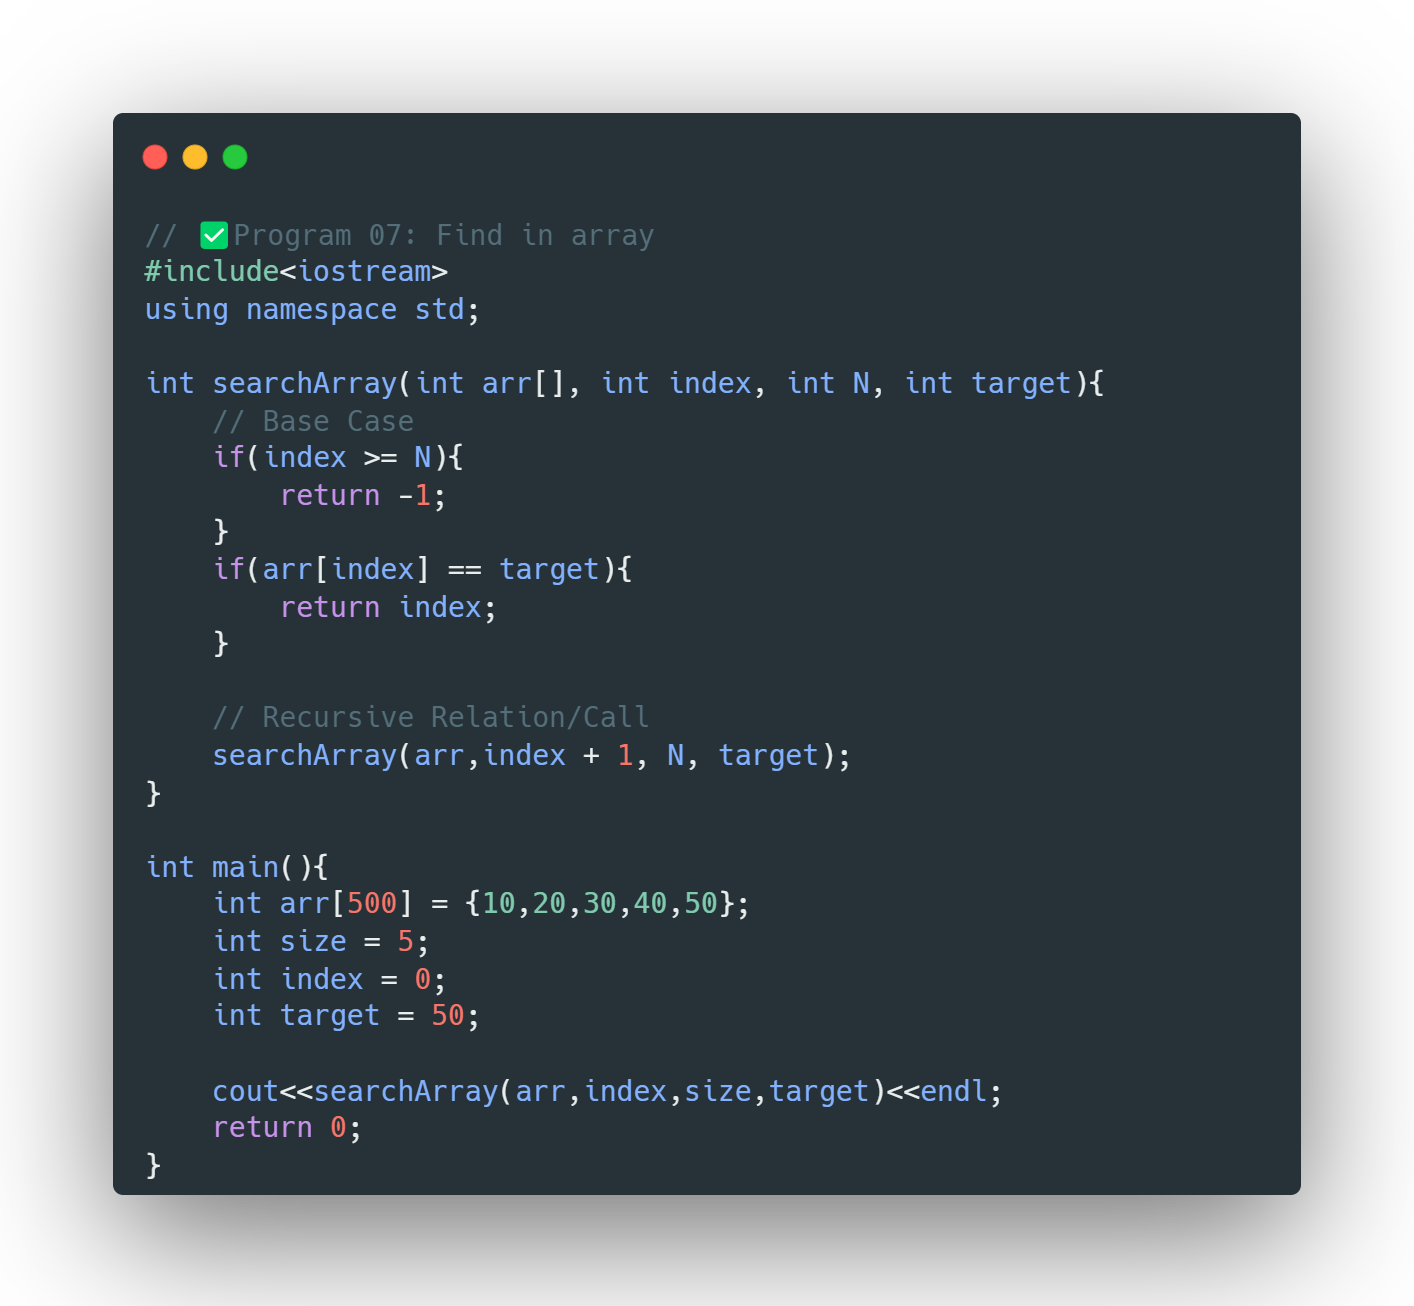 // ✅Program 07: Find in array
#include<iostream>
using namespace std;

int searchArray(int arr[], int index, int N, int target){
    // Base Case
    if(index >= N){
        return -1;
    }
    if(arr[index] == target){
        return index;
    }

    // Recursive Relation/Call
    searchArray(arr,index + 1, N, target);
}

int main(){
    int arr[500] = {10,20,30,40,50};
    int size = 5;
    int index = 0;
    int target = 50;

    cout<<searchArray(arr,index,size,target)<<endl;
    return 0;
}